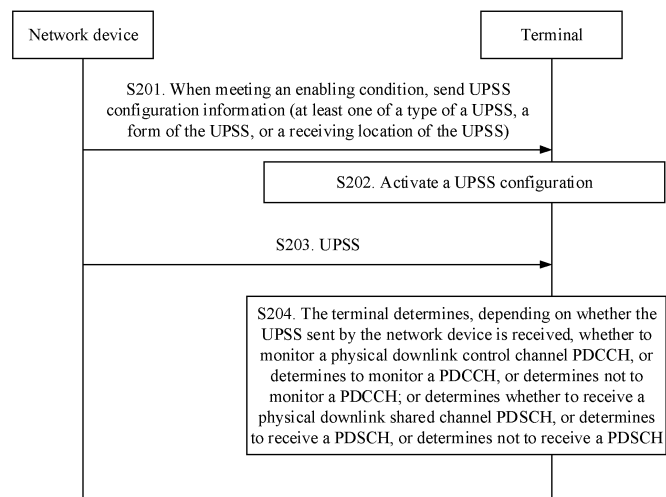 Network device
Terminal
S201. When meeting an enabling condition, send UPSS
configuration information (at least one of a type of a UPSS, a
form of the UPSS, or a receiving location of the UPSS)
S202. Activate a UPSS configuration
S203. UPSS
S204. The terminal determines, depending on whether the
UPSS sent by the network device is received, whether to
monitor a physical downlink control channel PDCCH, or
determines to monitor a PDCCH, or determines not to
monitor a PDCCH; or determines whether to receive a
physical downlink shared channel PDSCH, or determines
to receive a PDSCH, or determines not to receive a PDSCH